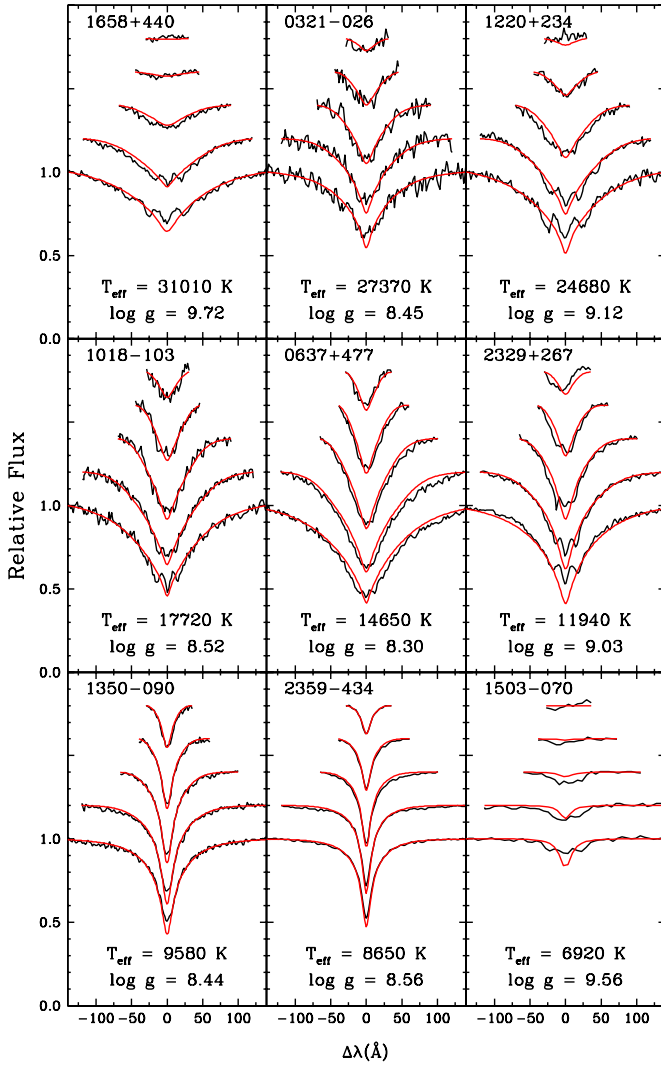 1658+440
0321−026
1220+234
1.0
0.5
T_eff = 31010 K
log g = 9.72
T_eff = 27370 K
log g = 8.45
T_eff = 24680 K
log g = 9.12
0.0
1018−103
0637+477
2329+267
Relative Flux
1.0
0.5
T_eff = 17720 K
log g = 8.52
T_eff = 14650 K
log g = 8.30
T_eff = 11940 K
log g = 9.03
0.0
1350−090
2359−434
1503−070
1.0
0.5
T_eff = 9580 K
log g = 8.44
T_eff = 8650 K
log g = 8.56
T_eff = 6920 K
log g = 9.56
0.0
−100 −50 0 50 100
−100 −50 0 50 100
−100 −50 0 50 100
Δλ(Å)